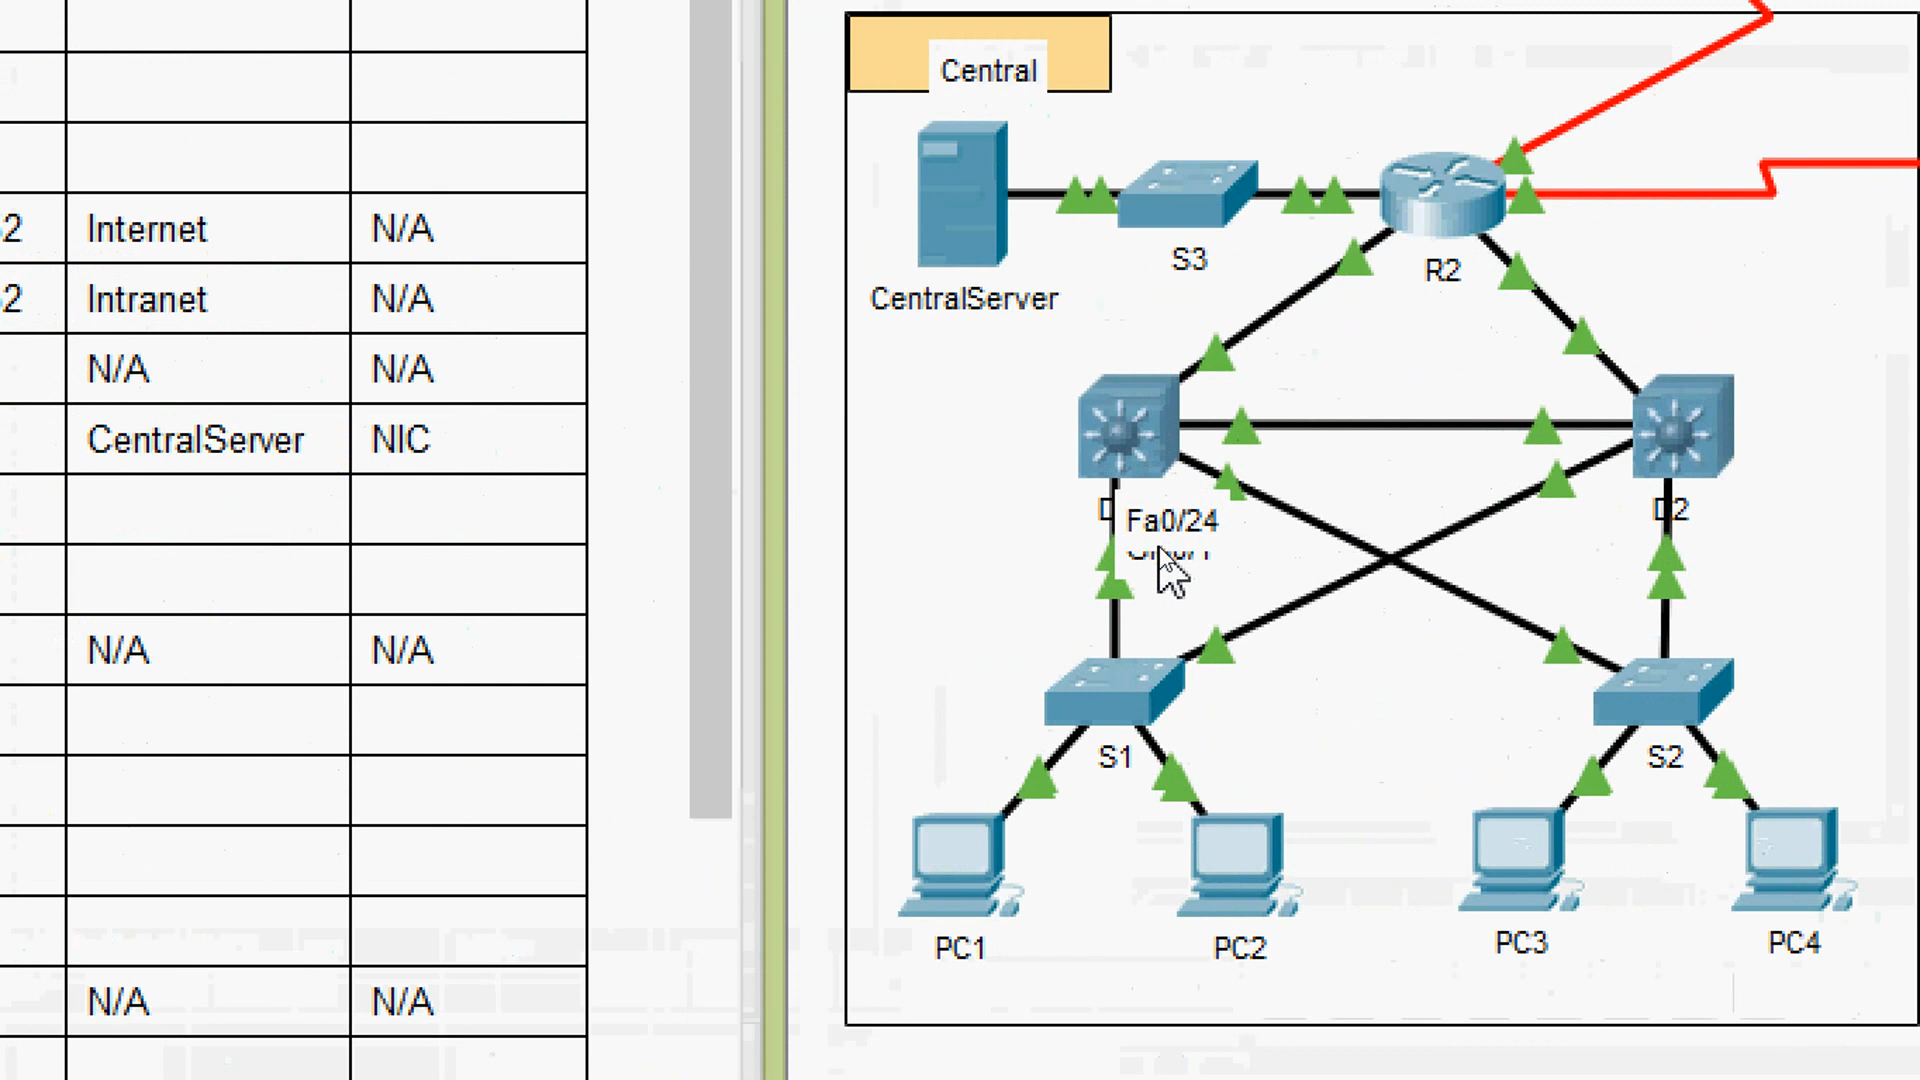 2 Internet N/A
2 Intranet N/A
N/A N/A
CentralServer NIC
N/A N/A
N/A N/A
Central
S3
R2
CentralServer
D
Fa0/24
D2
S1
S2
PC1
PC2
PC3
PC4